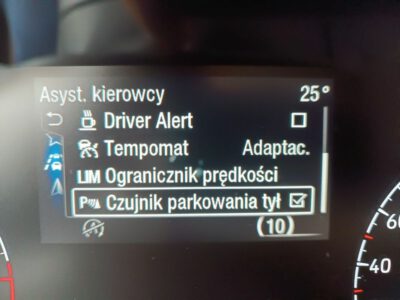 Asyst. kierowcy 25°
Driver Alert
Tempomat Adaptac.
LIM Ogranicznik prędkości
P Czujnik parkowania tył
(10)
60
40